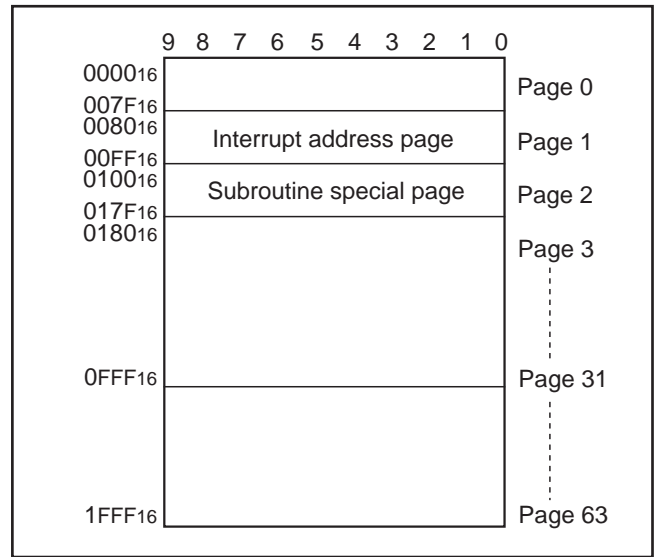 9 8 7 6 5 4 3 2 1 0
000016
Page 0
007F16
008016
Interrupt address page
Page 1
00FF16
010016
Subroutine special page
Page 2
017F16
018016
Page 3
0FFF16
Page 31
1FFF16
Page 63